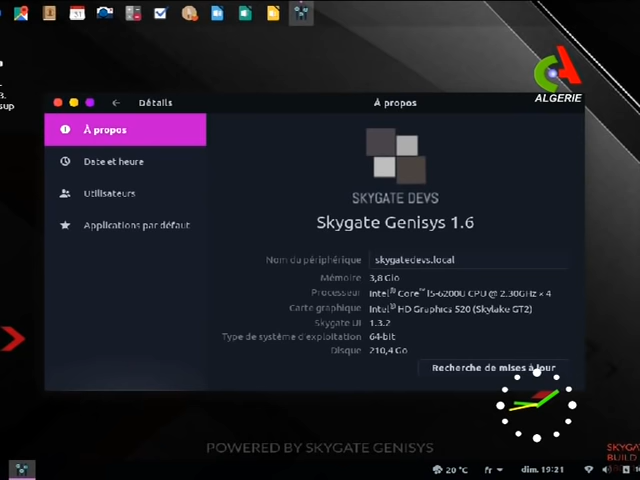 31
ALGERIE
sup
Détails
À propos
À propos
Date et heure
Utilisateurs
Applications par défaut
SKYGATE DEVS
Skygate Genisys 1.6
Nom du périphérique skygatedevs.local
Mémoire 3,8 Gio
Processeur Intel® Core™ i5-6200U CPU @ 2.30GHz × 4
Carte graphique Intel® HD Graphics 520 (Skylake GT2)
Skygate UI 1.3.2
Type de système d'exploitation 64-bit
Disque 210,4 Go
Recherche de mises à jour
POWERED BY SKYGATE GENISYS
SKYGA
BUILD
20 °C fr dim. 19:21